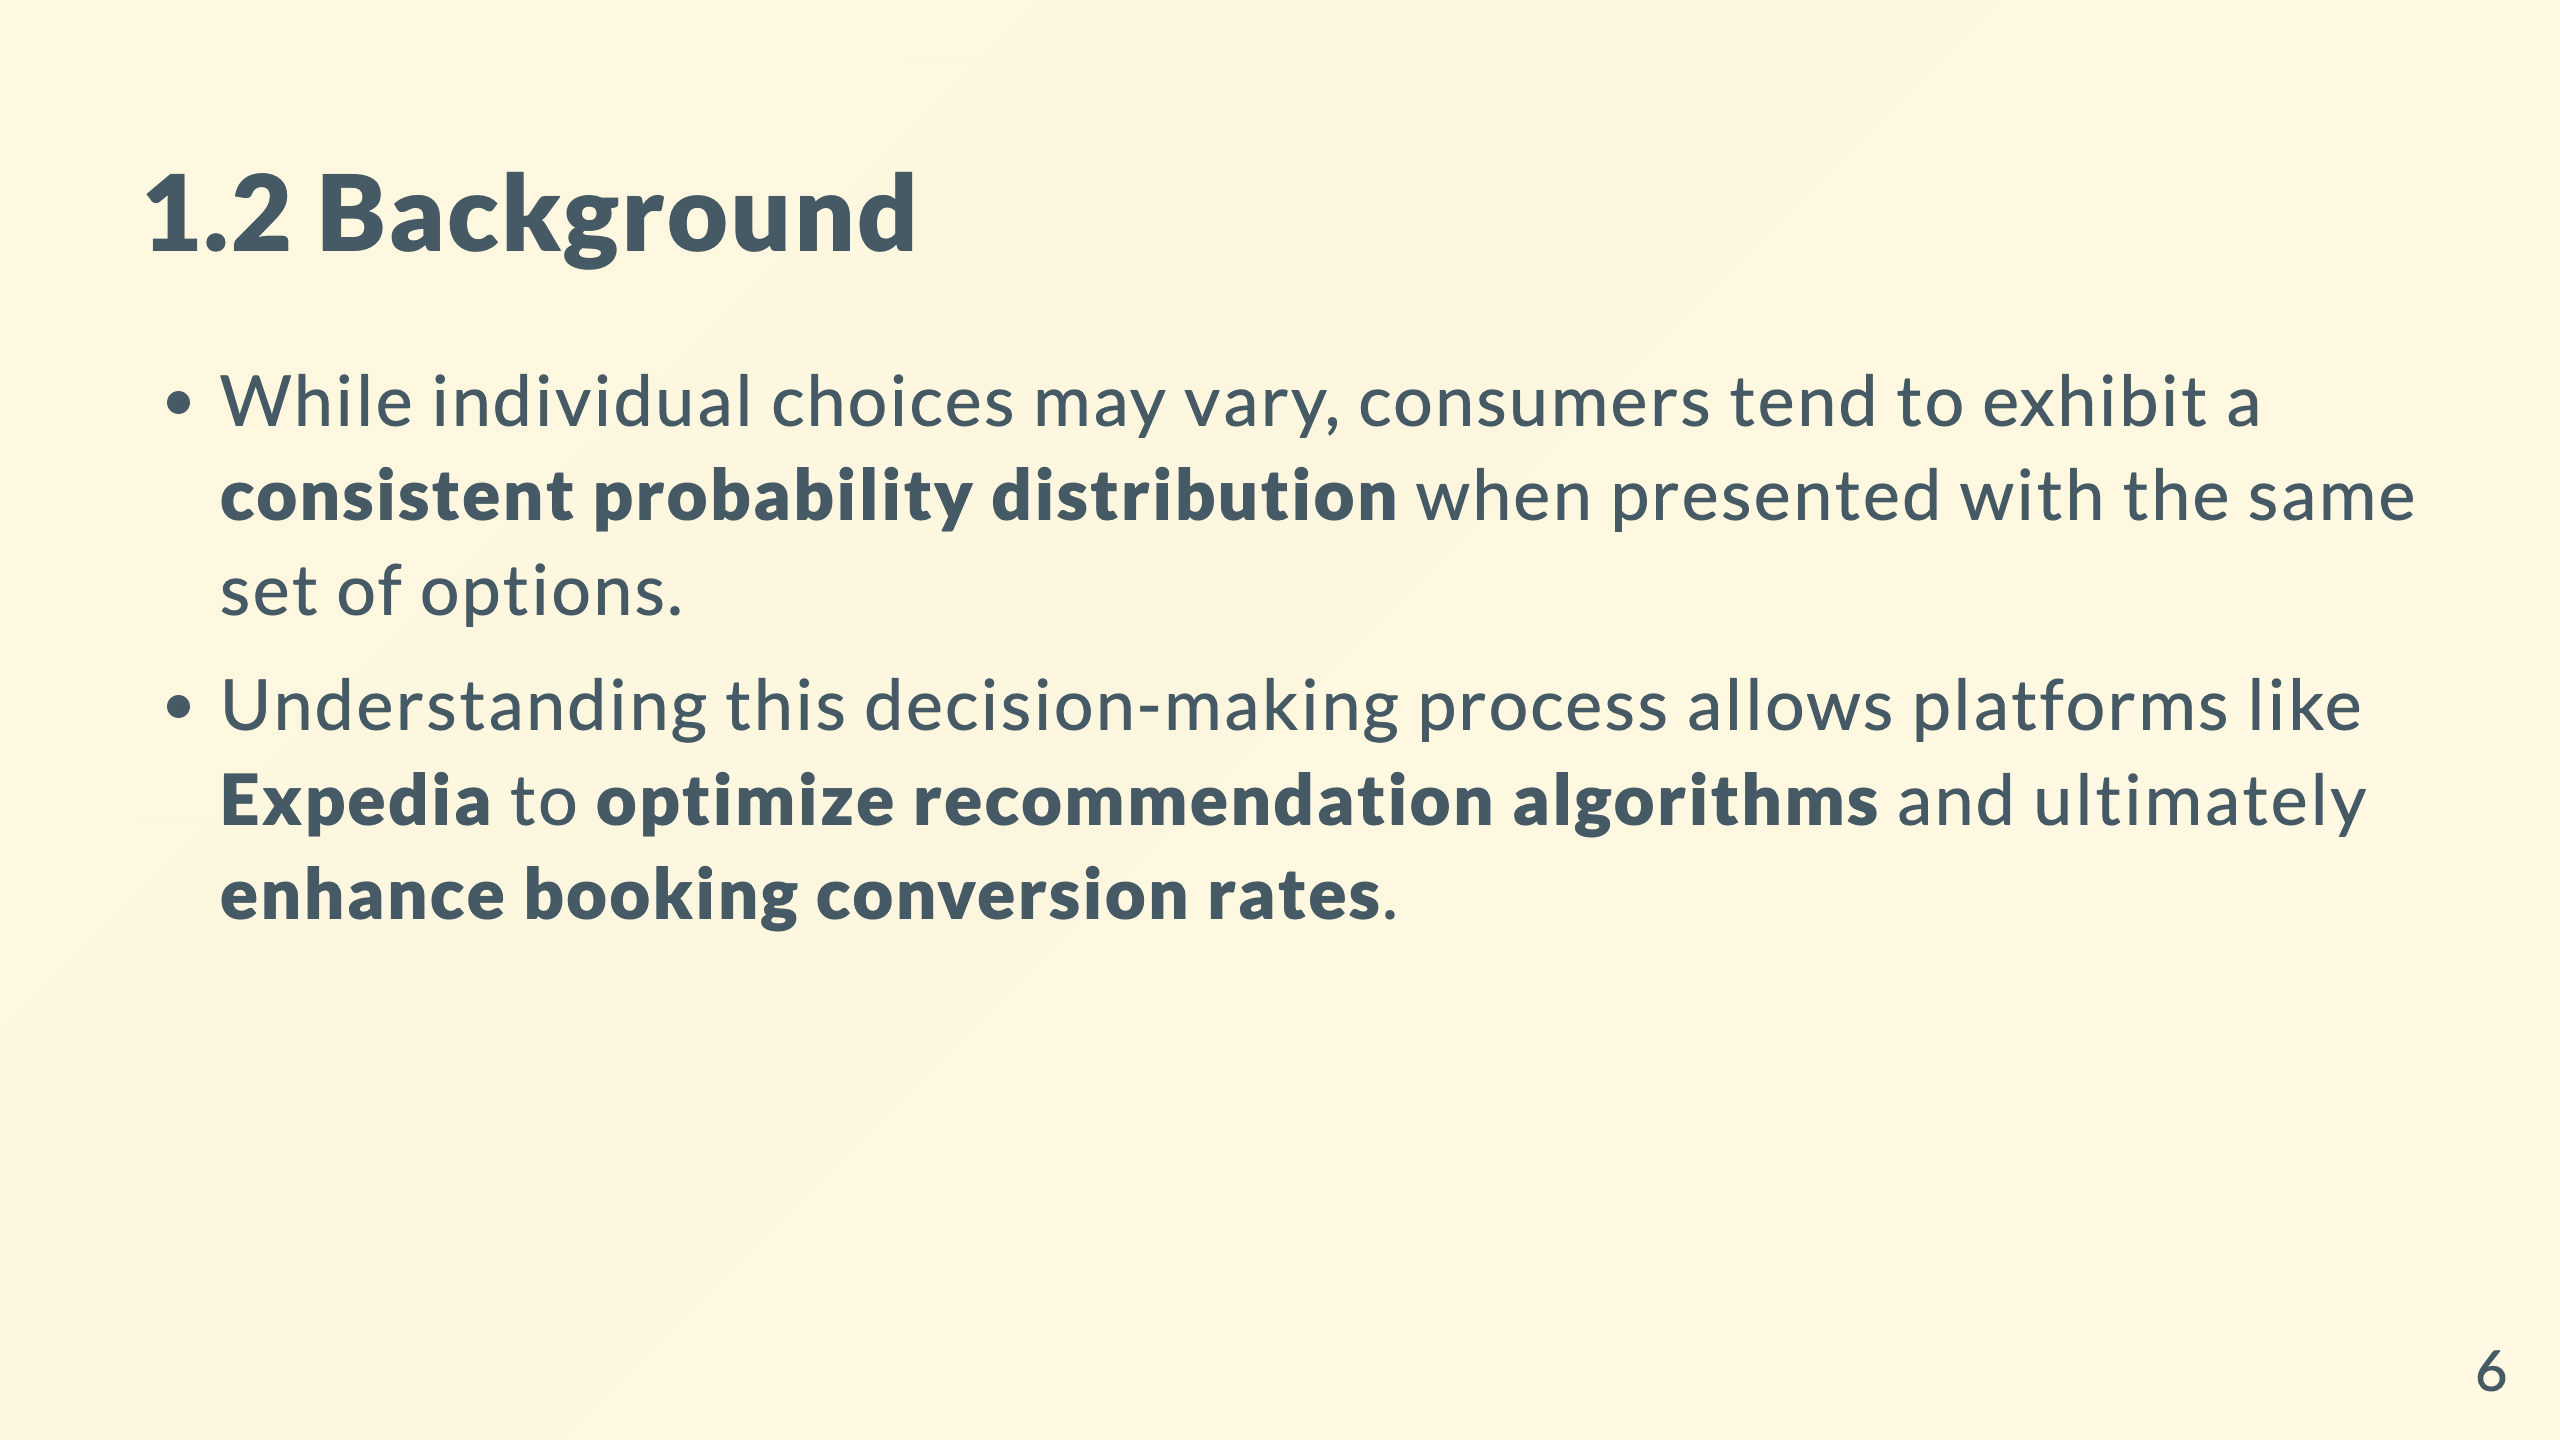 1.2 Background
• While individual choices may vary, consumers tend to exhibit a
consistent probability distribution when presented with the same
set of options.
• Understanding this decision-making process allows platforms like
Expedia to optimize recommendation algorithms and ultimately
enhance booking conversion rates.
6